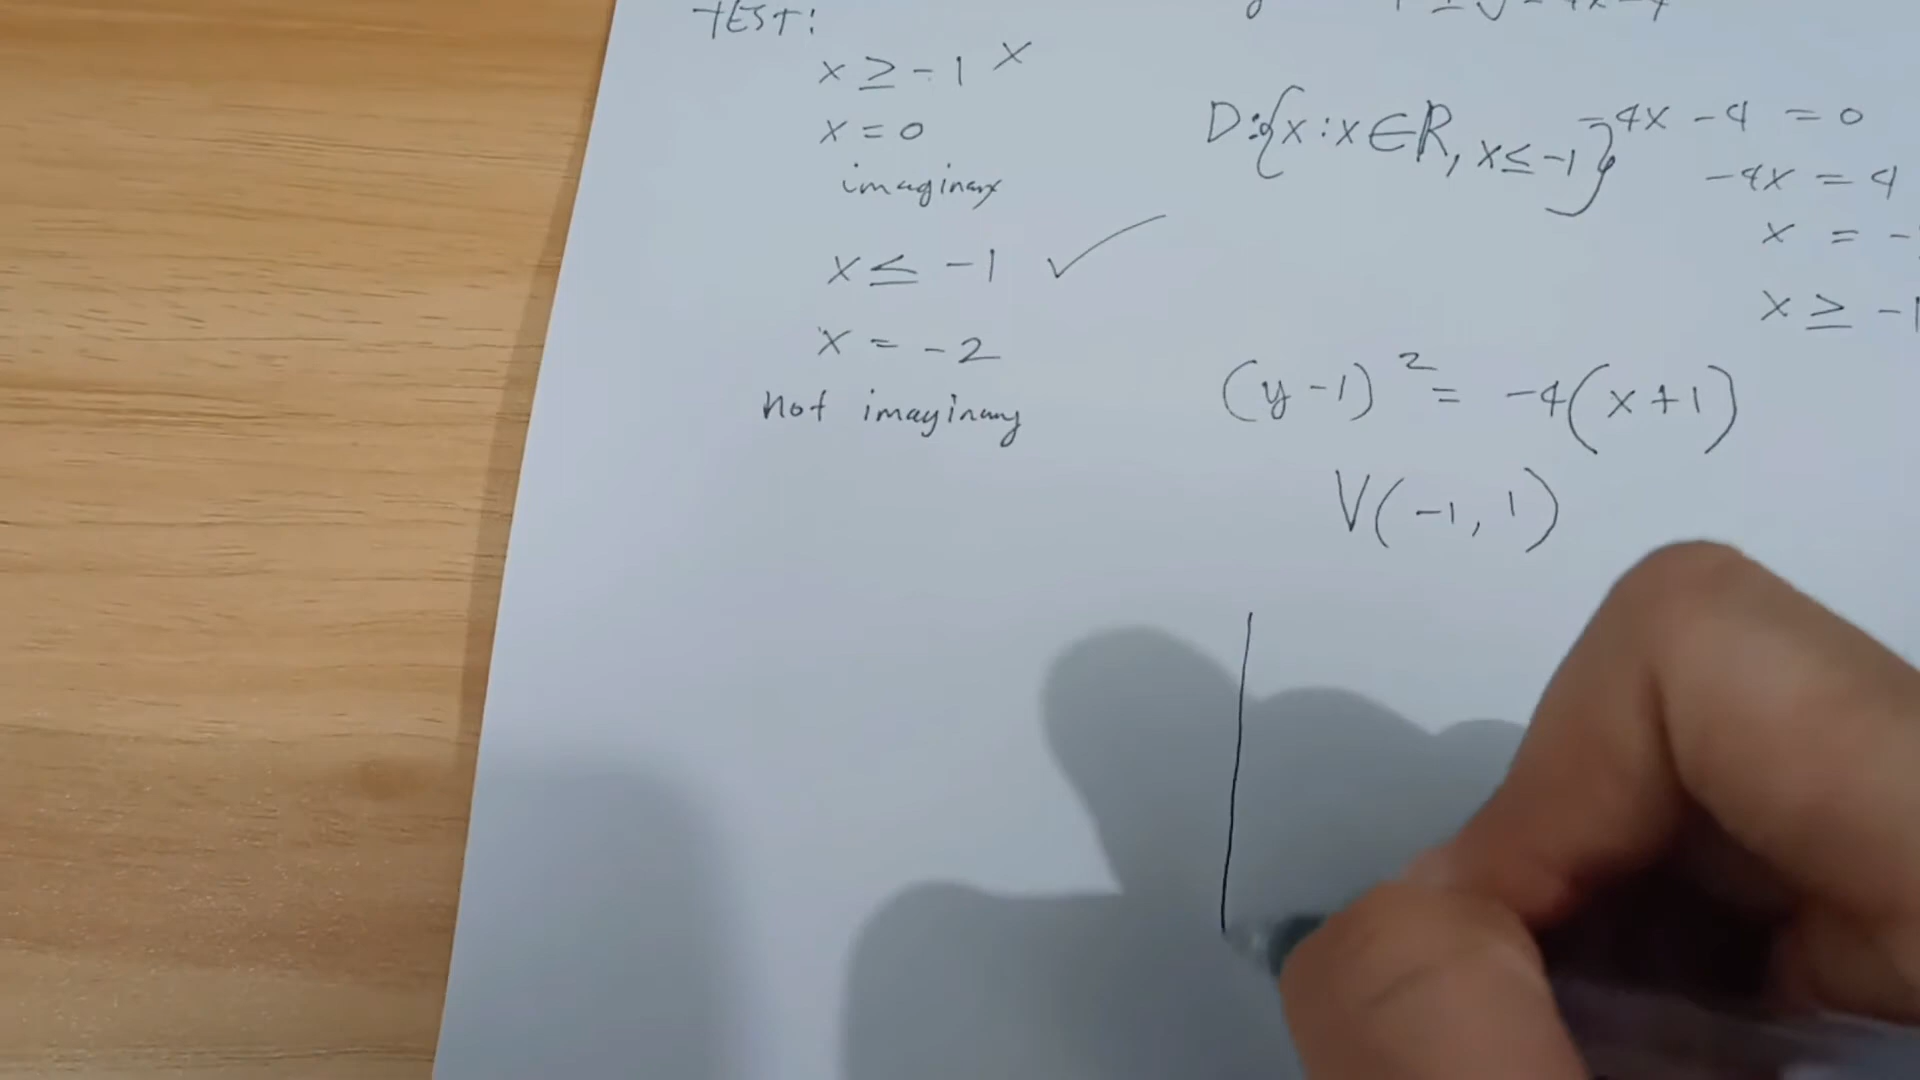 TEST:
x ≥ -1 x
x = 0
x ≤ -1 ✓
x = -2
not imaginary
D:{x:x∈R, x≤-1}
-4x - 4 = 0
-4x = 4
x = -
x ≥ -1
(y-1)² = -4(x+1)
V(-1, 1)